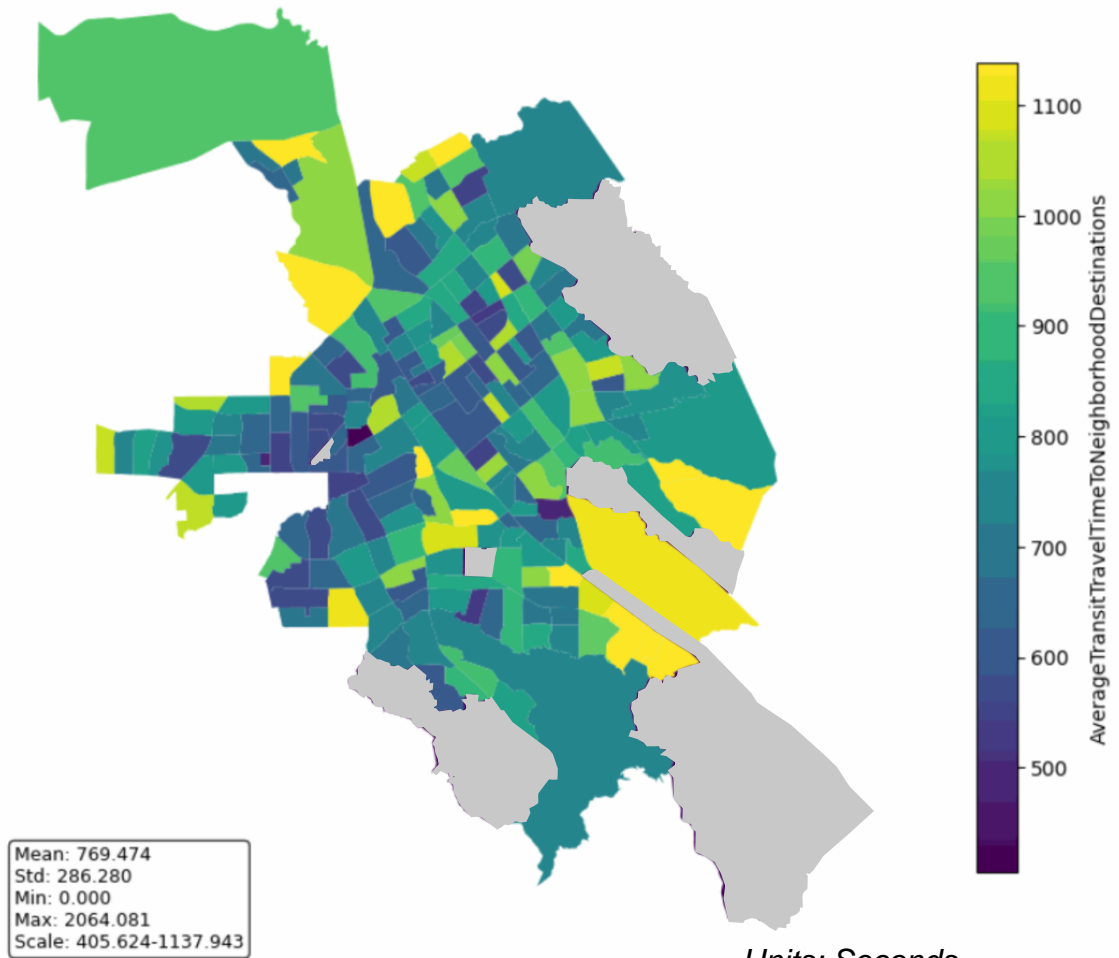 1100
1000
900
800
700
600
500
AverageTransitTravelTimeToNeighborhoodDestinations
Mean: 769.474
Std: 286.280
Min: 0.000
Max: 2064.081
Scale: 405.624-1137.943
Units: Seconds